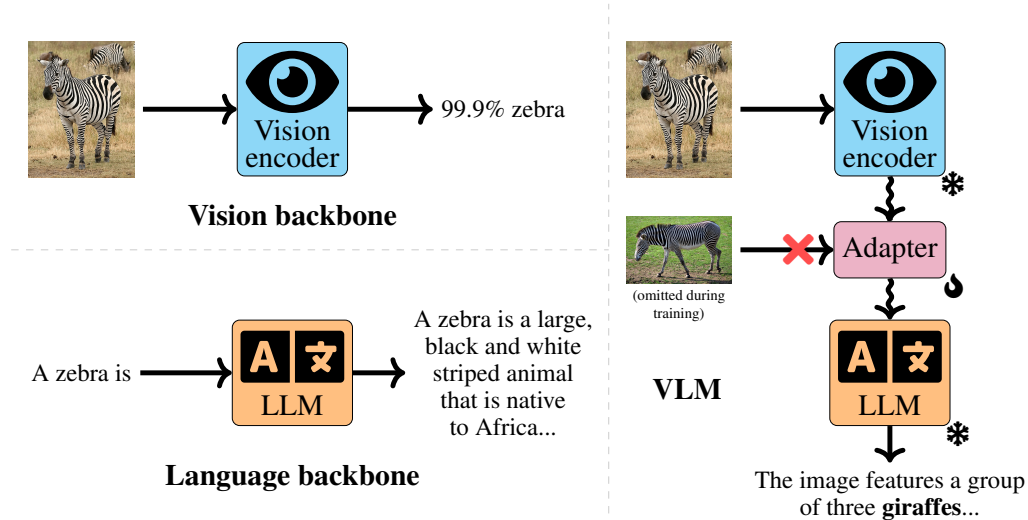 99.9% zebra
Vision
encoder
Vision backbone
A zebra is
A 文
LLM
A zebra is a large,
black and white
striped animal
that is native
to Africa...
Language backbone
Vision
encoder
(omitted during
training)
Adapter
VLM
A 文
LLM
The image features a group
of three giraffes...